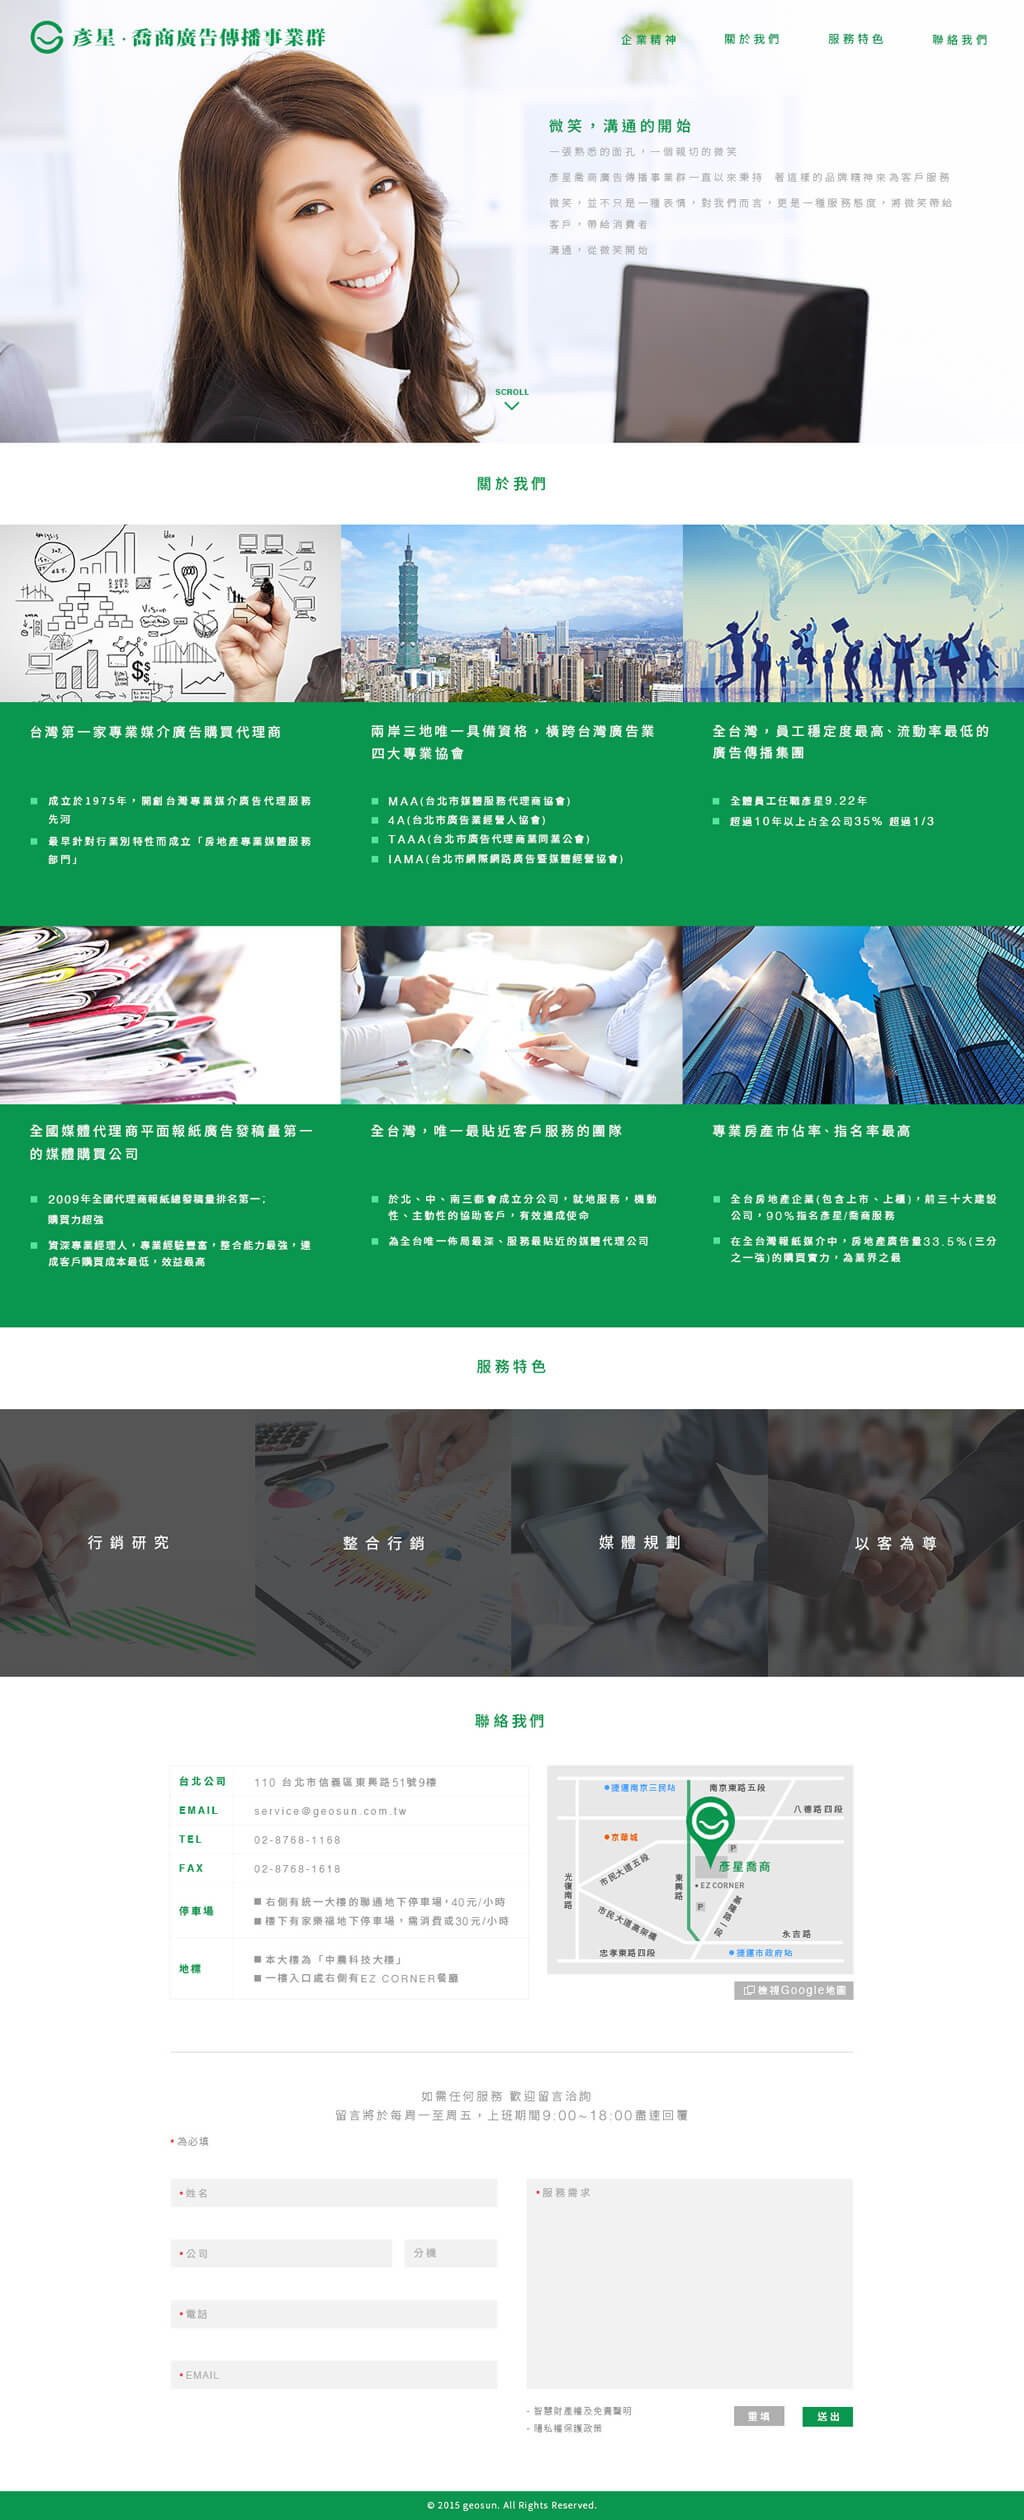 彥星·喬商廣告傳播事業群
企業精神
關於我們
服務特色
聯絡我們
微笑，溝通的開始
一張熟悉的面孔，一個親切的微笑
彥星喬商廣告傳播事業群一直以來秉持 著這樣的品牌精神來為客戶服務
微笑，並不只是一種表情，對我們而言，更是一種服務態度，將微笑帶給
客戶，帶給消費者
溝通，從微笑開始
SCROLL
關於我們
台灣第一家專業媒介廣告購買代理商
成立於1975年，開創台灣專業媒介廣告代理服務
先河
最早針對行業別特性而成立「房地產專業媒體服務
部門」
兩岸三地唯一具備資格，橫跨台灣廣告業
四大專業協會
MAA(台北市媒體服務代理商協會)
4A(台北市廣告業經營人協會)
TAAA(台北市廣告代理商業同業公會)
IAMA(台北市網際網路廣告暨媒體經營協會)
全台灣，員工穩定度最高、流動率最低的
廣告傳播集團
全體員工任職彥星9.22年
超過10年以上占全公司35% 超過1/3
全國媒體代理商平面報紙廣告發稿量第一
的媒體購買公司
2009年全國代理商報紙總發稿量排名第一;
購買力超強
資深專業經理人，專業經驗豐富，整合能力最強，達
成客戶購買成本最低，效益最高
全台灣，唯一最貼近客戶服務的團隊
於北、中、南三都會成立分公司，就地服務，機動
性、主動性的協助客戶，有效達成使命
為全台唯一佈局最深、服務最貼近的媒體代理公司
專業房產市佔率、指名率最高
全台房地產企業(包含上市、上櫃)，前三十大建設
公司，90%指名彥星/喬商服務
在全台灣報紙媒介中，房地產廣告量33.5%(三分
之一強)的購買實力，為業界之最
服務特色
行銷研究
整合行銷
媒體規劃
以客為尊
聯絡我們
台北公司
110 台北市信義區東興路51號9樓
EMAIL
service@geosun.com.tw
TEL
02-8768-1168
FAX
02-8768-1618
停車場
■ 右側有統一大樓的聯通地下停車場，40元/小時
■ 樓下有家樂福地下停車場，需消費或30元/小時
地標
■ 本大樓為「中農科技大樓」
■ 一樓入口處右側有EZ CORNER餐廳
捷運南京三民站
南京東路五段
八德路四段
京華城
P
彥星喬商
市民大道五段
光復南路
東興路
EZ CORNER
P
市民大道高架橋
基隆路一段
永吉路
忠孝東路四段
捷運市政府站
檢視Google地圖
如需任何服務 歡迎留言洽詢
留言將於每周一至周五，上班期間9:00~18:00盡速回覆
* 為必填
* 姓名
* 公司
分機
* 電話
* EMAIL
* 服務需求
- 智慧財產權及免責聲明
- 隱私權保護政策
重填
送出
© 2015 geosun. All Rights Reserved.